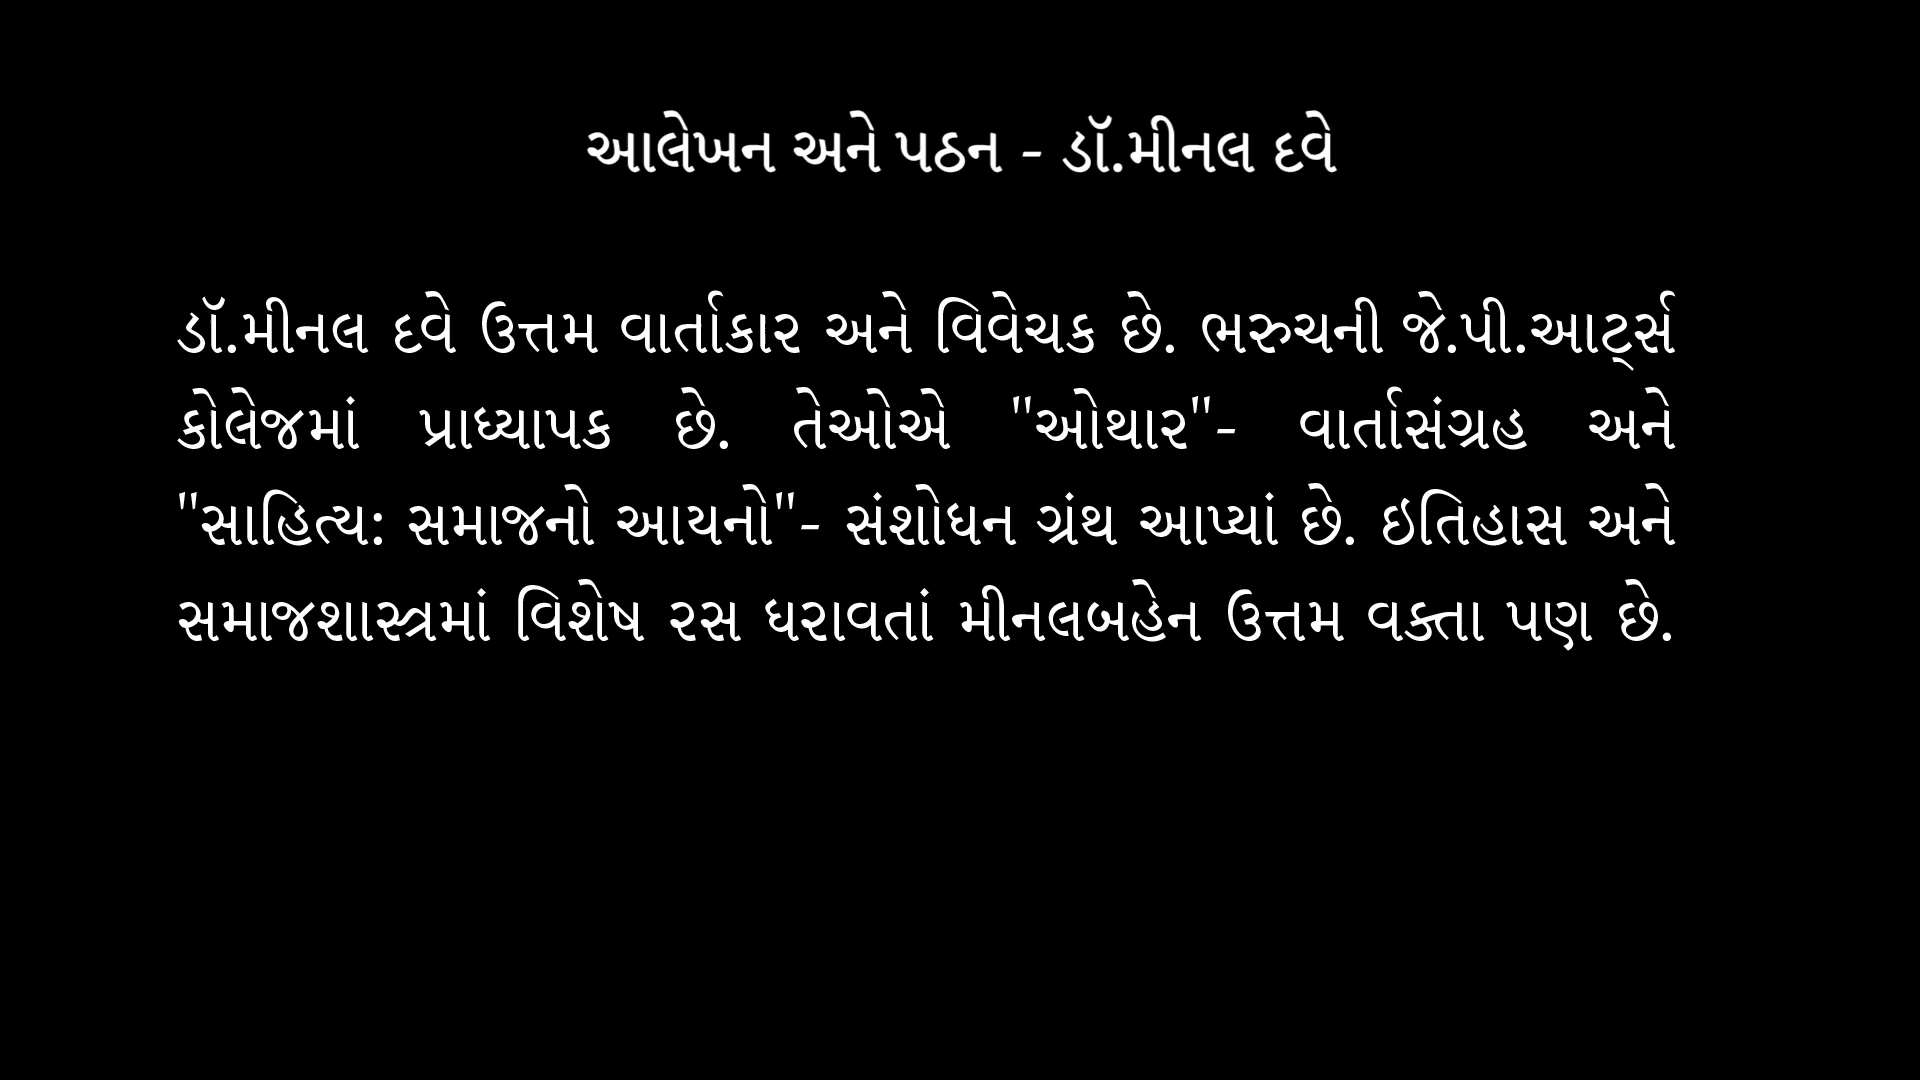 આલેખન અને પઠન - ડૉ.મીનલ દવે
ડૉ.મીનલ દવે ઉત્તમ વાર્તાકાર અને વિવેચક છે. ભરુચની જે.પી.આર્ટ્સ
કોલેજમાં પ્રાધ્યાપક છે. તેઓએ "ઓથાર"- વાર્તાસંગ્રહ અને
"સાહિત્ય: સમાજનો આયનો"- સંશોધન ગ્રંથ આપ્યાં છે. ઇતિહાસ અને
સમાજશાસ્ત્રમાં વિશેષ રસ ધરાવતાં મીનલબહેન ઉત્તમ વક્તા પણ છે.